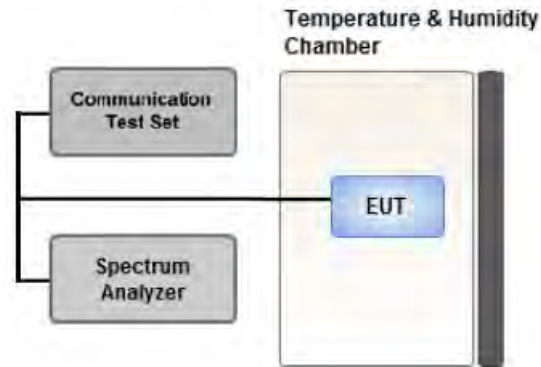 Temperature & Humidity
Chamber
Communication
Test Set
EUT
Spectrum
Analyzer